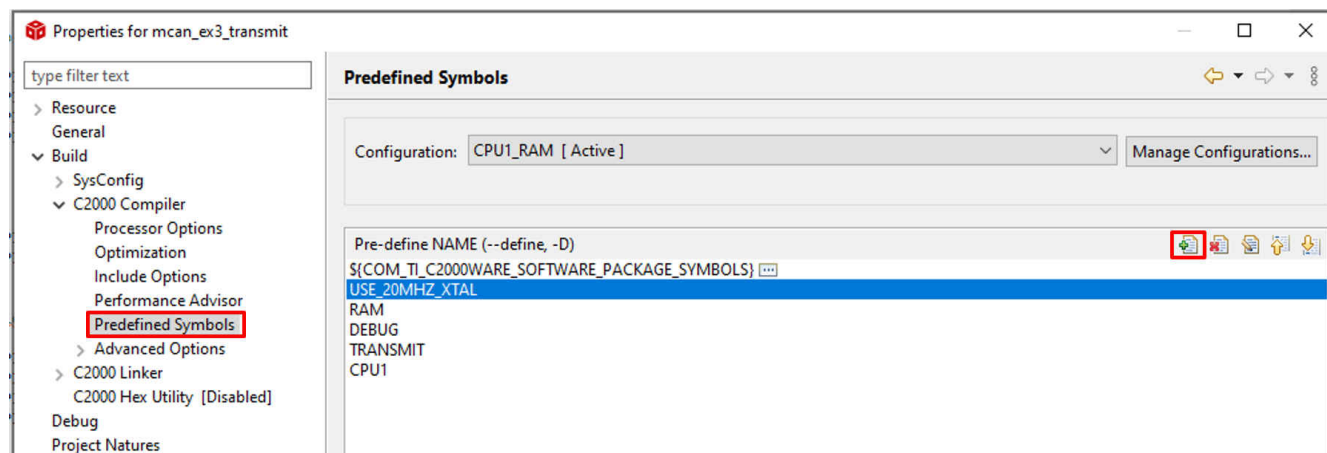 Properties for mcan_ex3_transmit
type filter text
Resource
General
Build
SysConfig
C2000 Compiler
Processor Options
Optimization
Include Options
Performance Advisor
Predefined Symbols
Advanced Options
C2000 Linker
C2000 Hex Utility [Disabled]
Debug
Project Natures
Predefined Symbols
Configuration: CPU1_RAM [ Active ] Manage Configurations...
Pre-define NAME (--define, -D)
${COM_TI_C2000WARE_SOFTWARE_PACKAGE_SYMBOLS}
USE_20MHZ_XTAL
RAM
DEBUG
TRANSMIT
CPU1